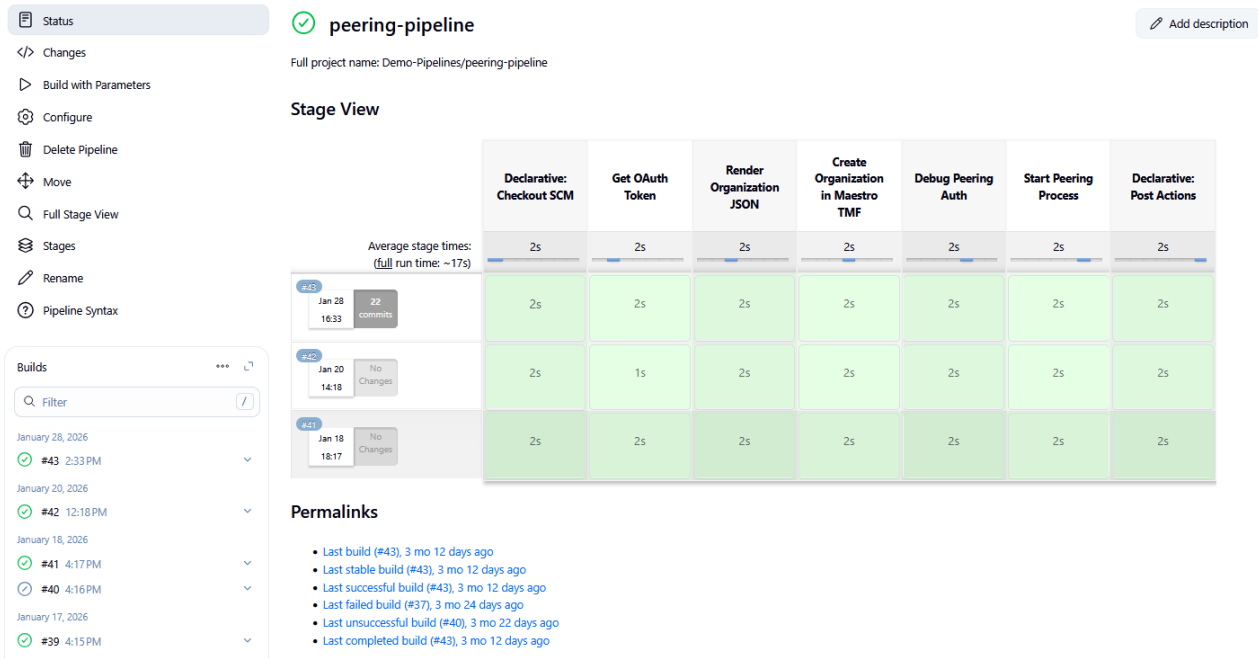 Status
Changes
Build with Parameters
Configure
Delete Pipeline
Move
Full Stage View
Stages
Rename
Pipeline Syntax
Builds
Filter
/
January 28, 2026
#43 2:33 PM
January 20, 2026
#42 12:18 PM
January 18, 2026
#41 4:17 PM
#40 4:16 PM
January 17, 2026
#39 4:15 PM
peering-pipeline
Add description
Full project name: Demo-Pipelines/peering-pipeline
Stage View
Declarative:
Checkout SCM
Get OAuth
Token
Render
Organization
JSON
Create
Organization
in Maestro
TMF
Debug Peering
Auth
Start Peering
Process
Declarative:
Post Actions
Average stage times:
(full run time: ~17s)
2s 2s 2s 2s 2s 2s 2s
#43
Jan 28
16:33
22
commits
2s 2s 2s 2s 2s 2s 2s
#42
Jan 20
14:18
No
Changes
2s 1s 2s 2s 2s 2s 2s
#41
Jan 18
18:17
No
Changes
2s 2s 2s 2s 2s 2s 2s
Permalinks
Last build (#43), 3 mo 12 days ago
Last stable build (#43), 3 mo 12 days ago
Last successful build (#43), 3 mo 12 days ago
Last failed build (#37), 3 mo 24 days ago
Last unsuccessful build (#40), 3 mo 22 days ago
Last completed build (#43), 3 mo 12 days ago